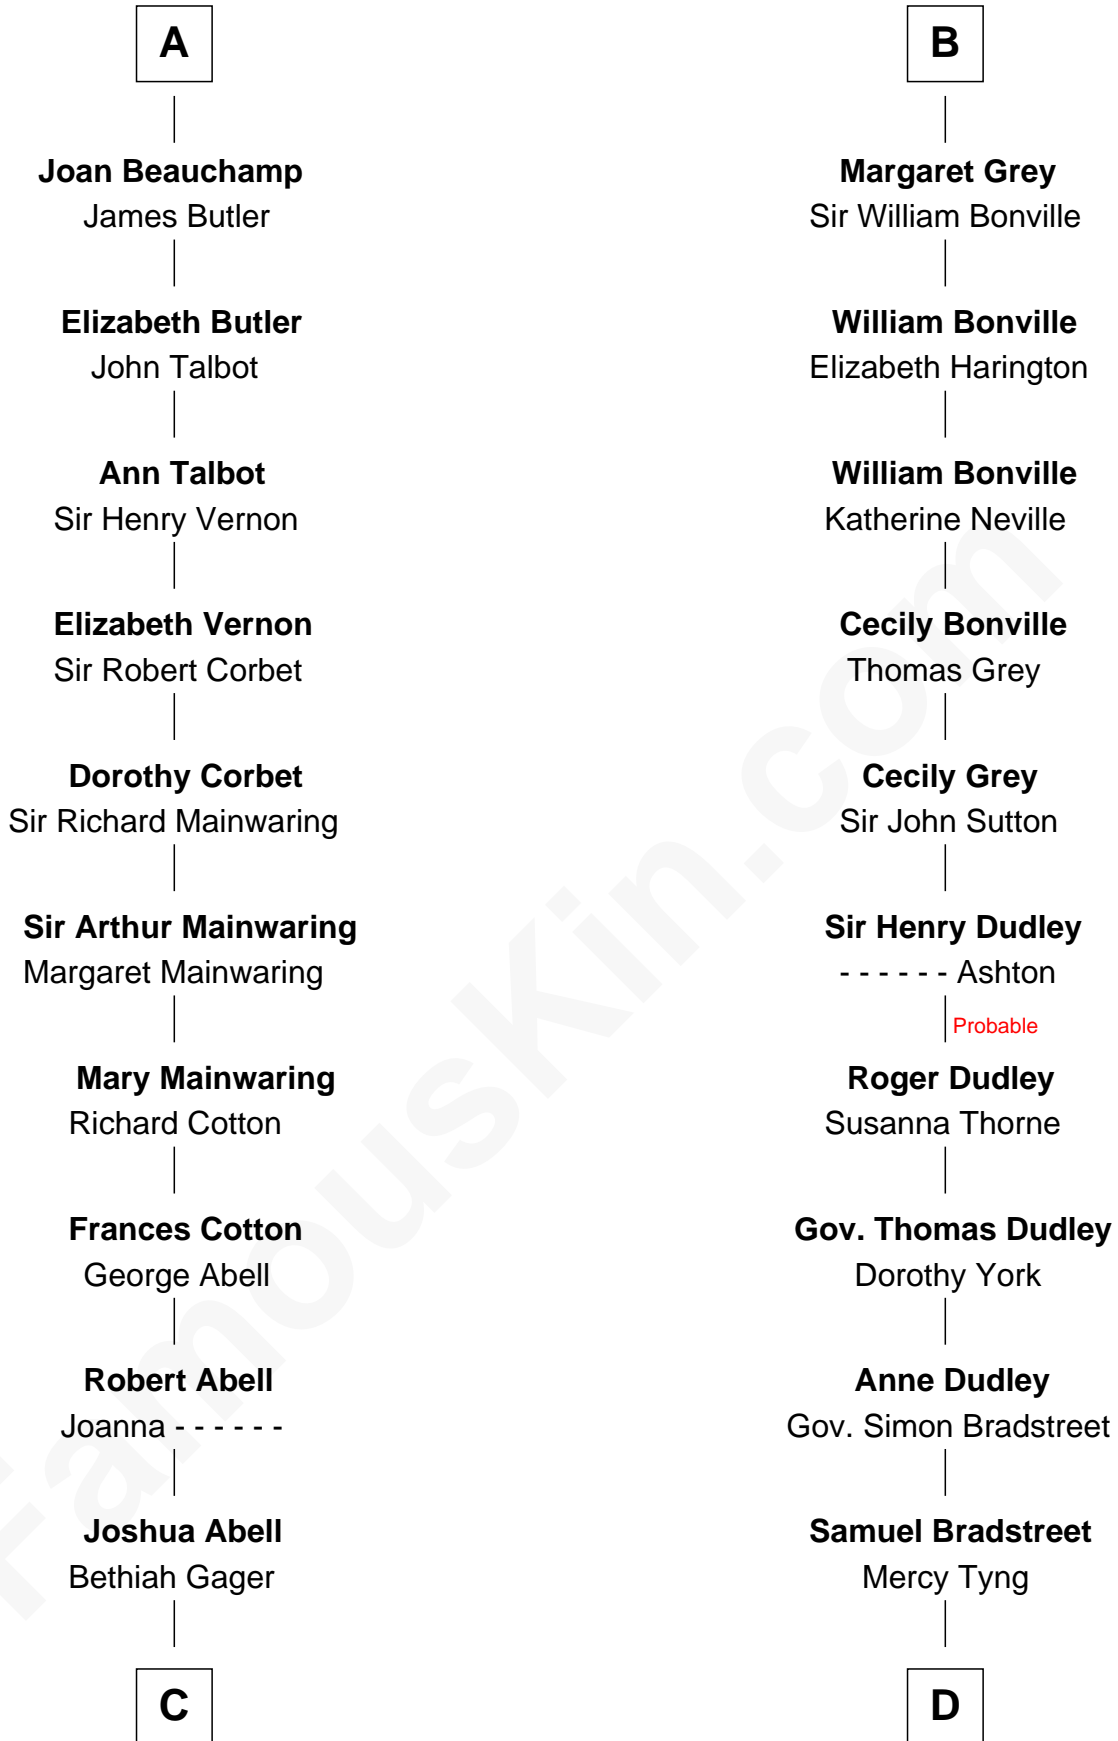 A
Joan Beauchamp
James Butler
Elizabeth Butler
John Talbot
Ann Talbot
Sir Henry Vernon
Elizabeth Vernon
Sir Robert Corbet
Dorothy Corbet
Sir Richard Mainwaring
Sir Arthur Mainwaring
Margaret Mainwaring
Mary Mainwaring
Richard Cotton
Frances Cotton
George Abell
Robert Abell
Joanna - - - - - -
Joshua Abell
Bethiah Gager
C
B
Margaret Grey
Sir William Bonville
William Bonville
Elizabeth Harington
William Bonville
Katherine Neville
Cecily Bonville
Thomas Grey
Cecily Grey
Sir John Sutton
Sir Henry Dudley
- - - - - - Ashton
Probable
Roger Dudley
Susanna Thorne
Gov. Thomas Dudley
Dorothy York
Anne Dudley
Gov. Simon Bradstreet
Samuel Bradstreet
Mercy Tyng
D
FamousKin.com